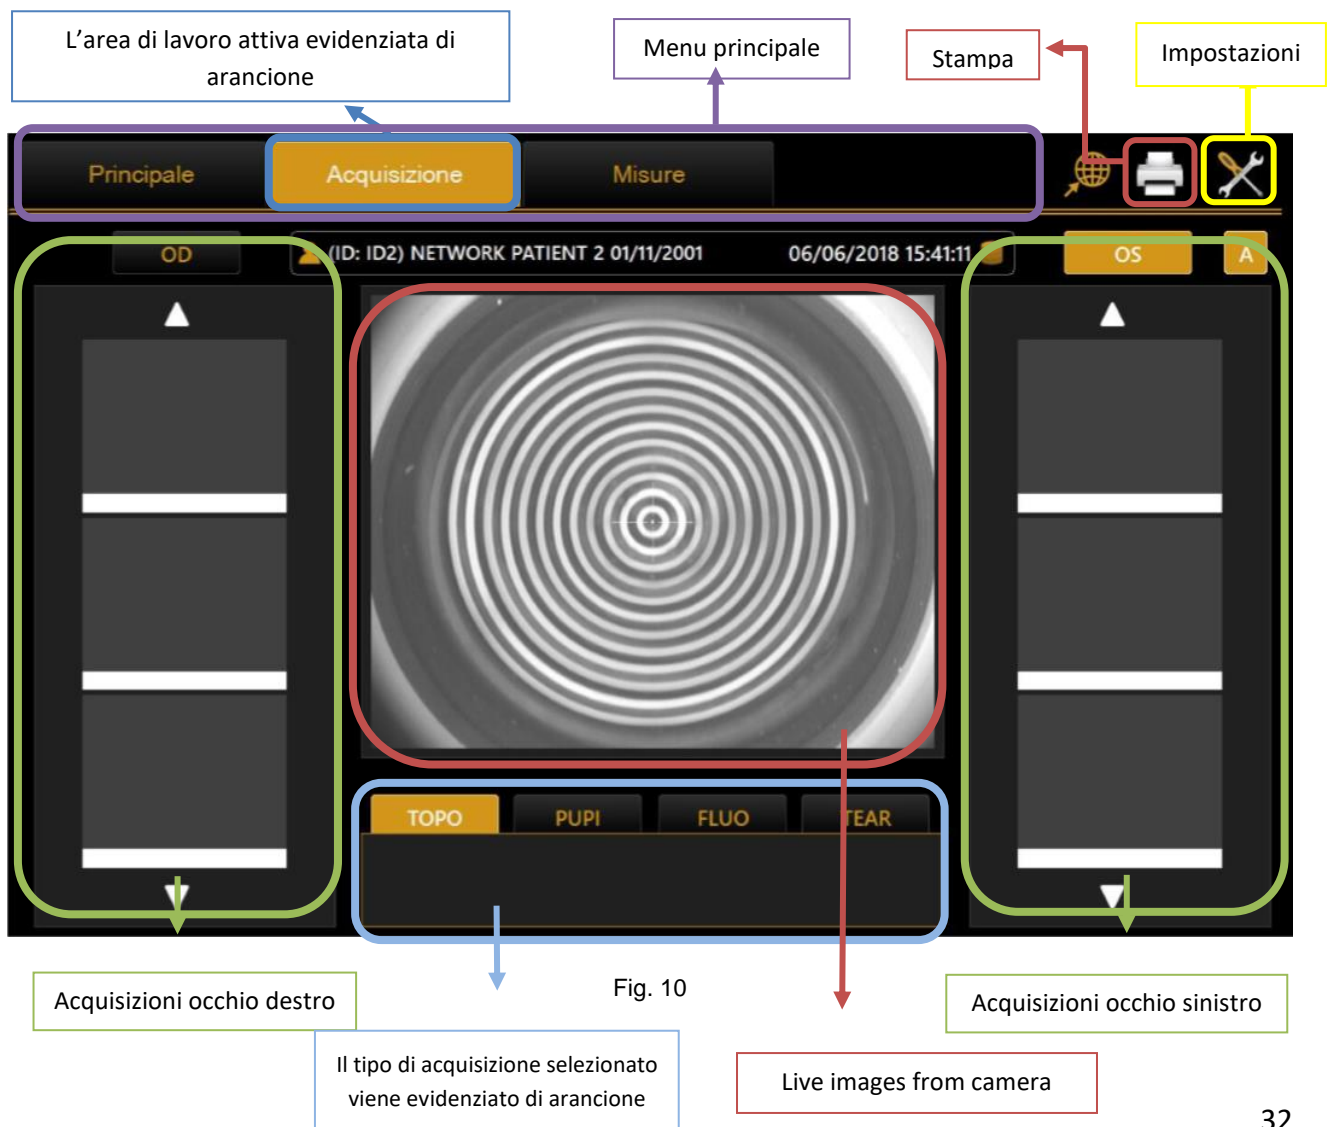 L’area di lavoro attiva evidenziata di
arancione
Menu principale
Stampa
Impostazioni
Principale
Acquisizione
Misure
OD
(ID: ID2) NETWORK PATIENT 2 01/11/2001
06/06/2018 15:41:11
OS
A
TOPO
PUPI
FLUO
TEAR
Acquisizioni occhio destro
Fig. 10
Acquisizioni occhio sinistro
Il tipo di acquisizione selezionato
viene evidenziato di arancione
Live images from camera
32